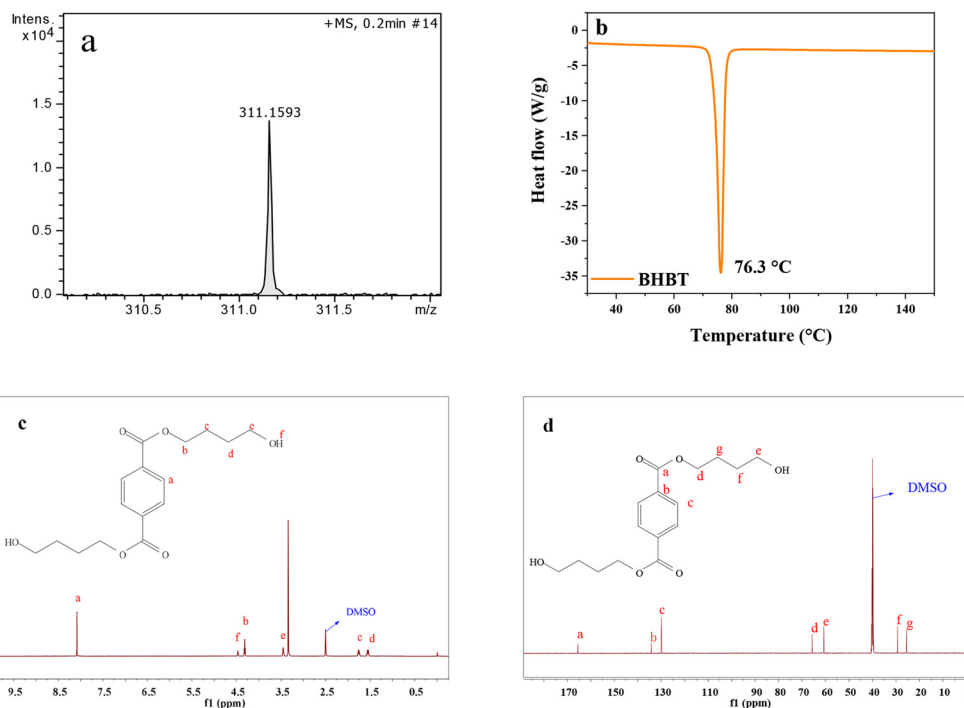 Intens.
x10⁴
a
+MS, 0.2min #14
311.1593
1.5
1.0
0.5
0.0
310.5
311.0
311.5
m/z
b
0
-5
-10
-15
-20
-25
-30
-35
Heat flow (W/g)
76.3 °C
BHBT
40
60
80
100
120
140
Temperature (°C)
c
O
O
b
c
d
e
OH
f
a
HO
O
O
a
f
b
e
DMSO
c
d
9.5
8.5
7.5
6.5
5.5
4.5
3.5
2.5
1.5
0.5
f1 (ppm)
d
O
a
O
d
g
f
e
OH
b
c
HO
O
O
DMSO
a
b
c
d
e
f
g
170
150
130
110
90
80
70
60
50
40
30
20
10
0
f1 (ppm)